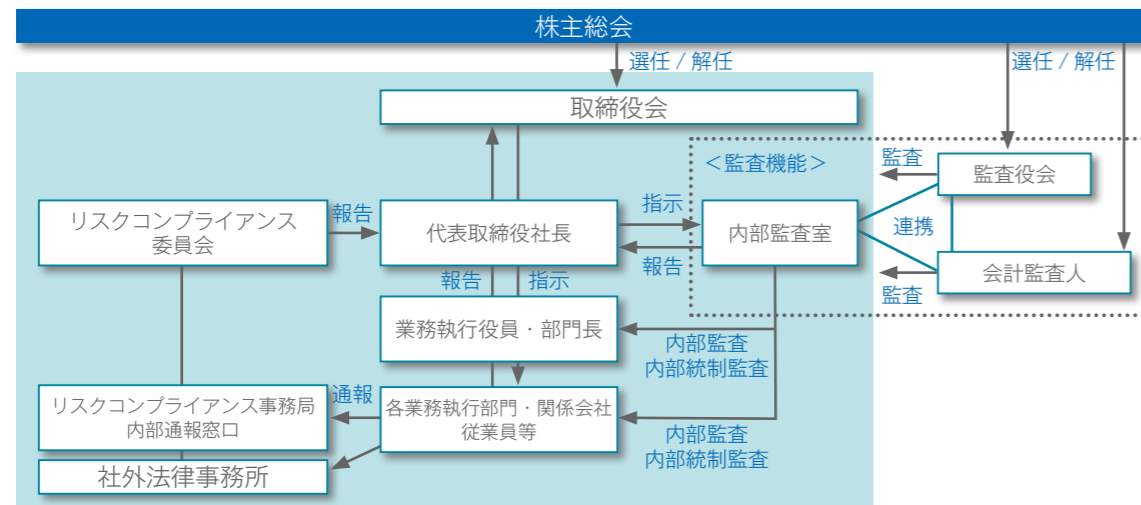 株主総会
選任 / 解任
選任 / 解任
取締役会
＜監査機能＞
監査
監査役会
リスクコンプライアンス
委員会
報告
代表取締役社長
指示
報告
内部監査室
連携
会計監査人
監査
報告
指示
業務執行役員・部門長
内部監査
内部統制監査
リスクコンプライアンス事務局
内部通報窓口
通報
各業務執行部門・関係会社
従業員等
内部監査
内部統制監査
社外法律事務所